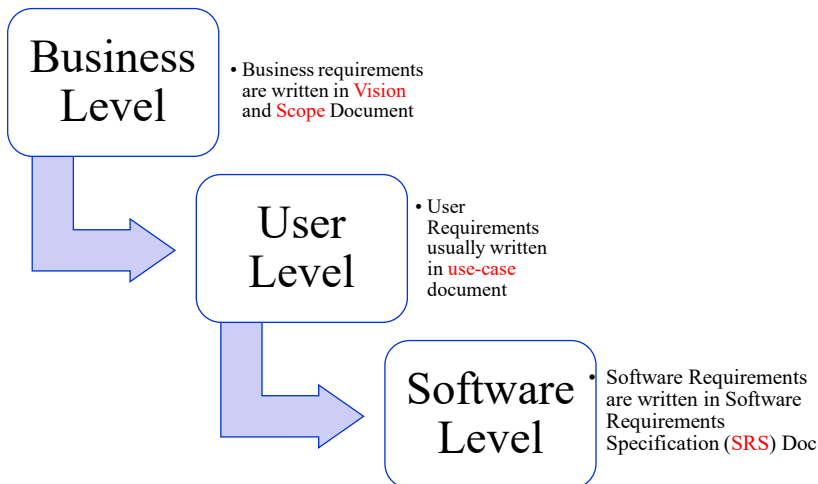 Business
Level
• Business requirements
are written in Vision
and Scope Document
User
Level
• User
Requirements
usually written
in use-case
document
Software
Level
• Software Requirements
are written in Software
Requirements
Specification (SRS) Doc